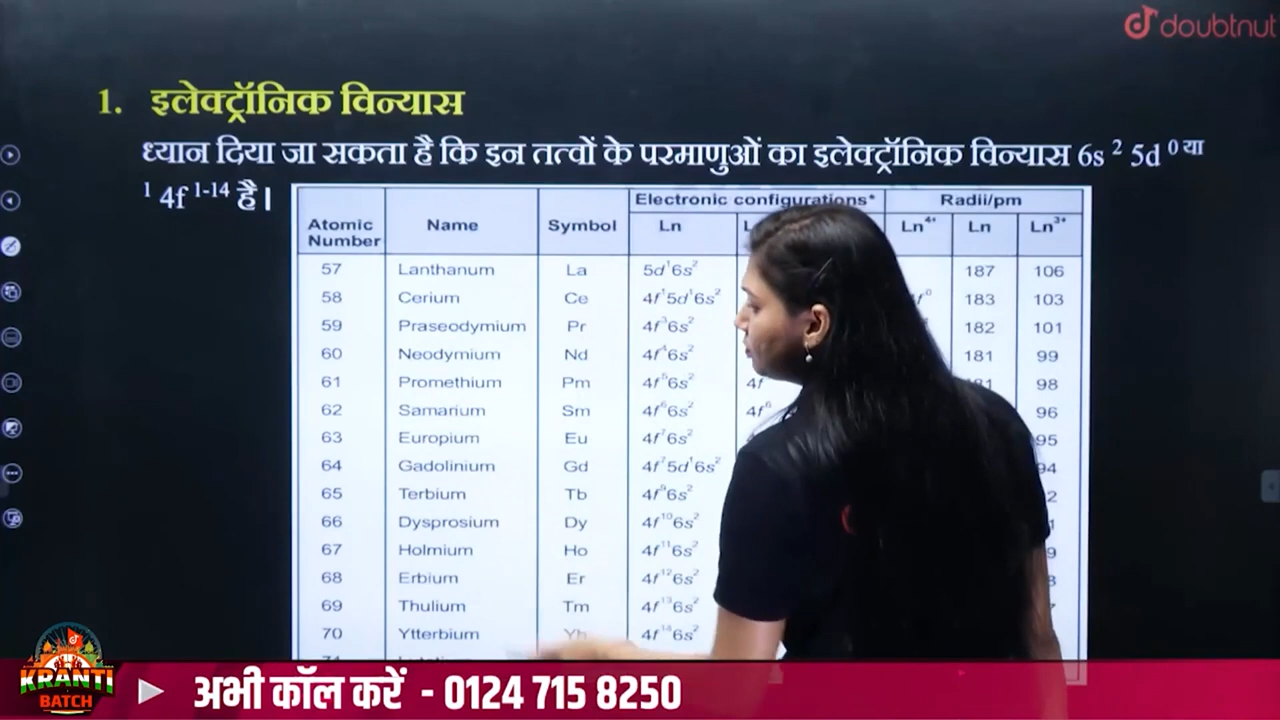 doubtnut
1. इलेक्ट्रॉनिक विन्यास
ध्यान दिया जा सकता है कि इन तत्वों के परमाणुओं का इलेक्ट्रॉनिक विन्यास 6s ² 5d ⁰ या
¹ 4f ¹⁻¹⁴ है।
Electronic configurations* Radii/pm
Atomic Number Name Symbol Ln Ln⁴⁺ Ln Ln³⁺
57 Lanthanum La 5d¹6s² 187 106
58 Cerium Ce 4f¹5d¹6s² 183 103
59 Praseodymium Pr 4f³6s² 182 101
60 Neodymium Nd 4f⁴6s² 181 99
61 Promethium Pm 4f⁵6s² 98
62 Samarium Sm 4f⁶6s² 4f⁶ 96
63 Europium Eu 4f⁷6s² 95
64 Gadolinium Gd 4f⁷5d¹6s²
65 Terbium Tb 4f⁹6s²
66 Dysprosium Dy 4f¹⁰6s²
67 Holmium Ho 4f¹¹6s²
68 Erbium Er 4f¹²6s²
69 Thulium Tm 4f¹³6s²
70 Ytterbium Yb 4f¹⁴6s²
KRANTI
BATCH
अभी कॉल करें - 0124 715 8250